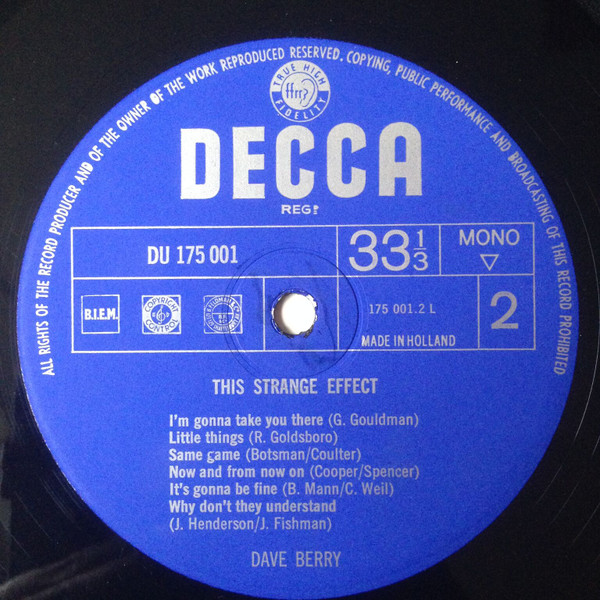 ALL RIGHTS OF THE RECORD PRODUCER AND OF THE OWNER OF THE WORK REPRODUCED RESERVED. COPYING, PUBLIC PERFORMANCE AND BROADCASTING OF THIS RECORD PROHIBITED
TRUE HIGH
ffrr
FIDELITY
DECCA
REGD
DU 175 001
33 1/3
MONO
B.I.E.M.
COPYRIGHT
CONTROL
175 001.2 L
2
MADE IN HOLLAND
THIS STRANGE EFFECT
I'm gonna take you there (G. Gouldman)
Little things (R. Goldsboro)
Same game (Botsman/Coulter)
Now and from now on (Cooper/Spencer)
It's gonna be fine (B. Mann/C. Weil)
Why don't they understand
(J. Henderson/J. Fishman)
DAVE BERRY